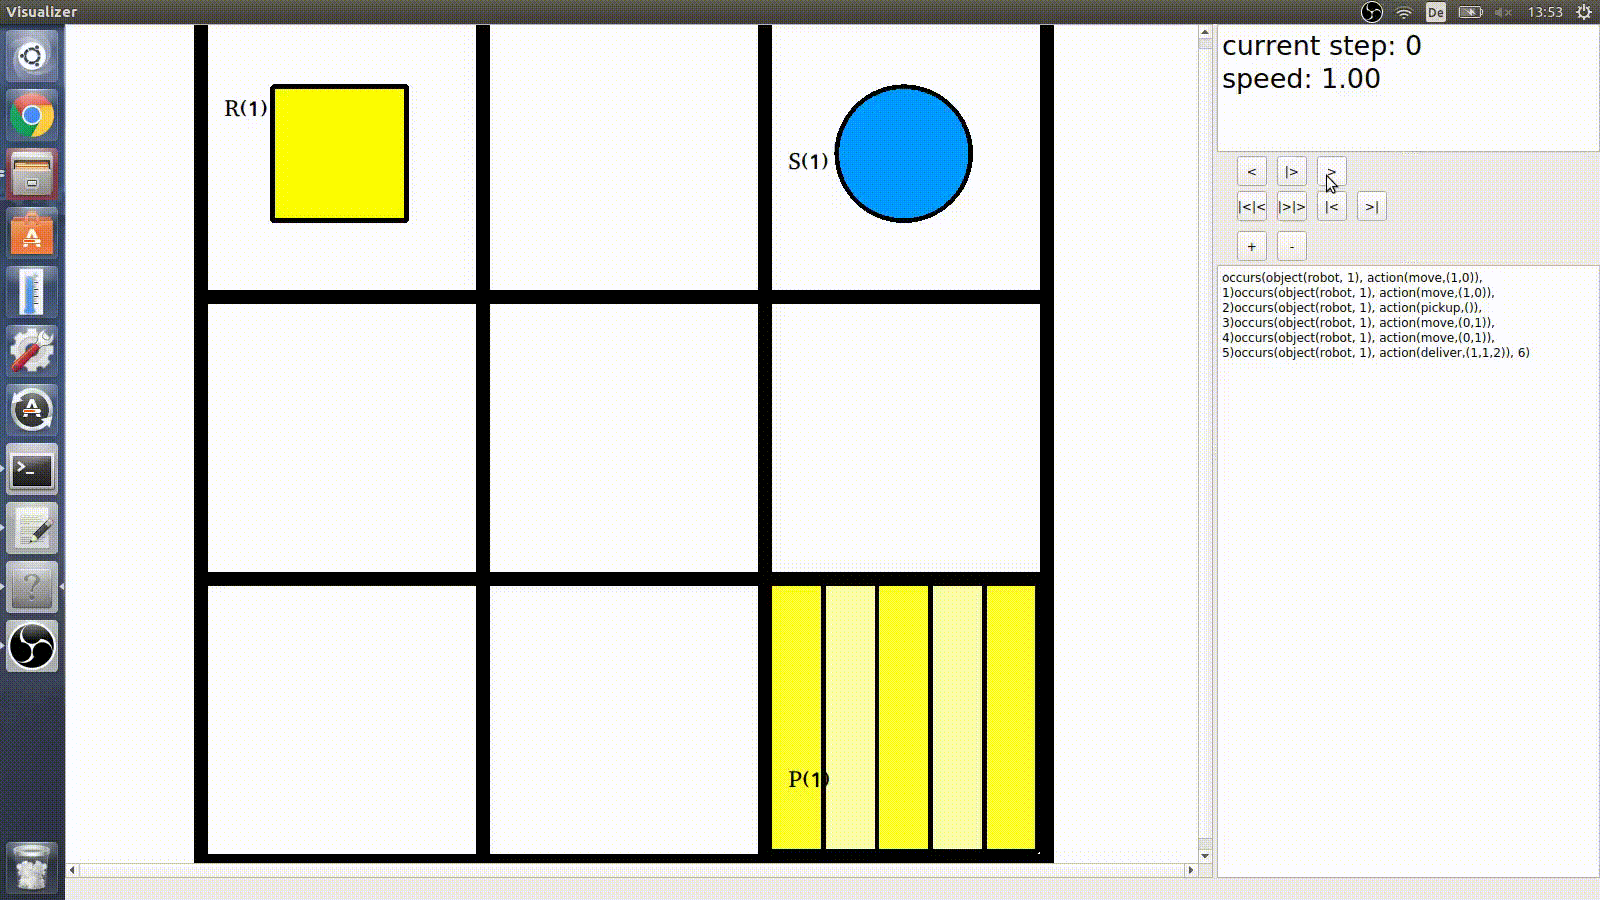 Visualizer
De
13:53
R(1)
S(1)
P(1)
current step: 0
speed: 1.00
<
|>
>
|<|<
|>|>
|<
>|
+
-
occurs(object(robot, 1), action(move,(1,0)),
1)occurs(object(robot, 1), action(move,(1,0)),
2)occurs(object(robot, 1), action(pickup,()),
3)occurs(object(robot, 1), action(move,(0,1)),
4)occurs(object(robot, 1), action(move,(0,1)),
5)occurs(object(robot, 1), action(deliver,(1,1,2)), 6)